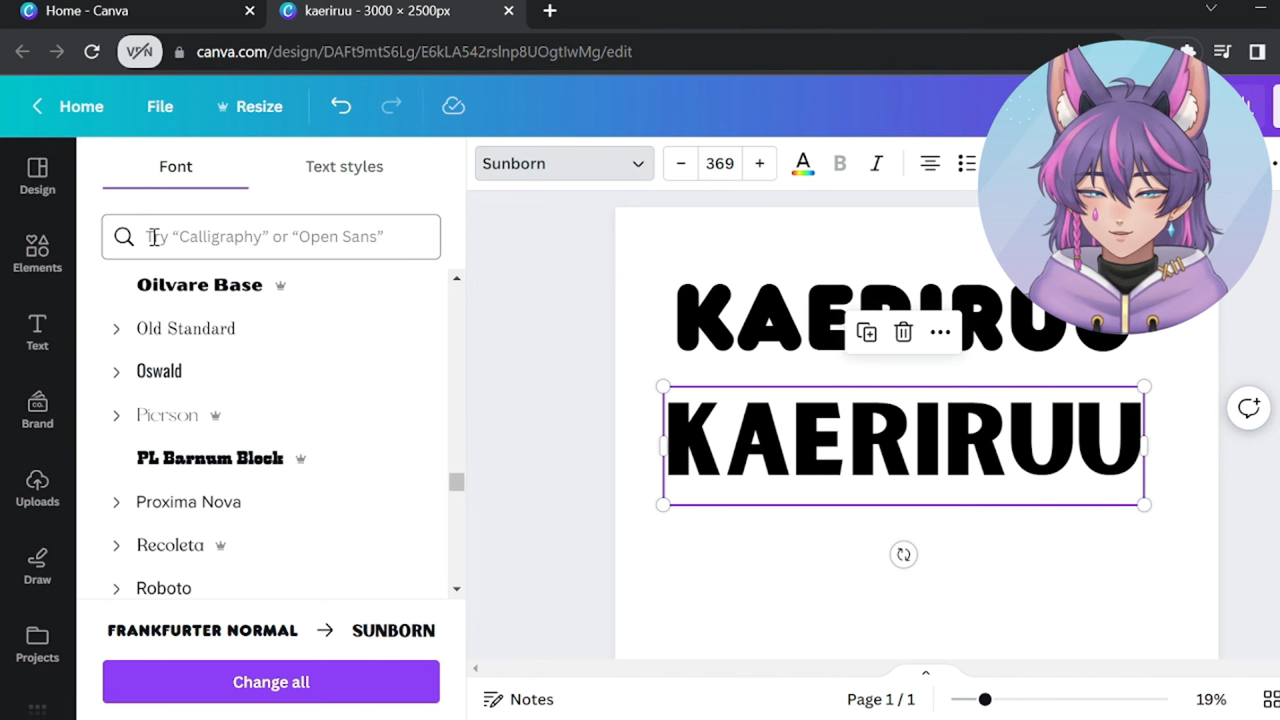 Home - Canva
kaeriruu - 3000 × 2500px
VPN
canva.com/design/DAFt9mtS6Lg/E6kLA542rslnp8UOgtIwMg/edit
Home
File
Resize
Design
Elements
Text
Brand
Uploads
Draw
Projects
Font
Text styles
Try “Calligraphy” or “Open Sans”
Oilvare Base
Old Standard
Oswald
Pierson
PL Barnum Block
Proxima Nova
Recoleta
Roboto
FRANKFURTER NORMAL → SUNBORN
Change all
Sunborn
− 369 +
A B I
KAERIRUU
KAERIRUU
XII
Notes
Page 1 / 1
19%